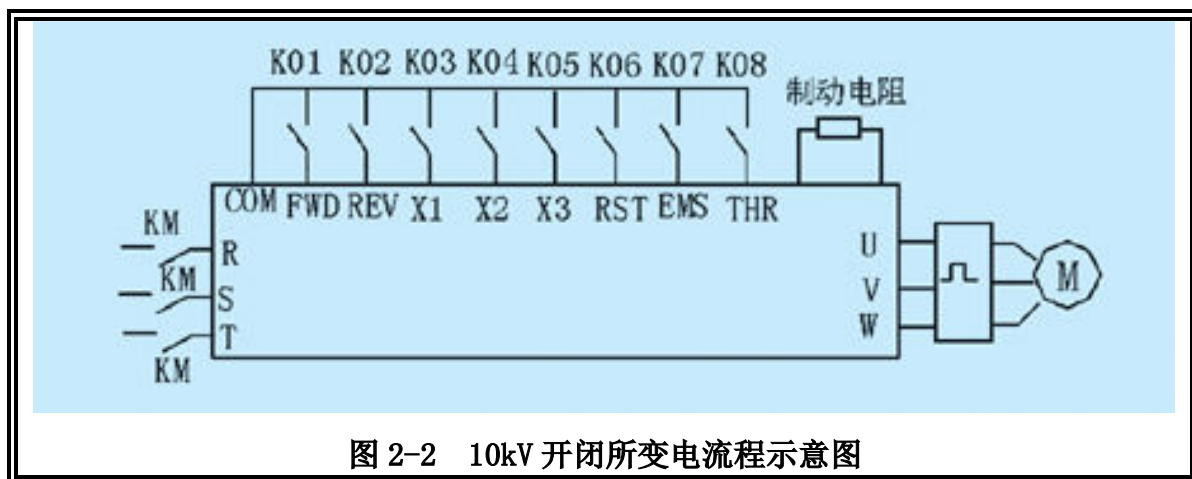 K01 K02 K03 K04 K05 K06 K07 K08
制动电阻
COM FWD REV X1 X2 X3 RST EMS THR
KM
R
U
M
KM
S
V
T
W
KM
图 2-2 10kV 开闭所变电流程示意图